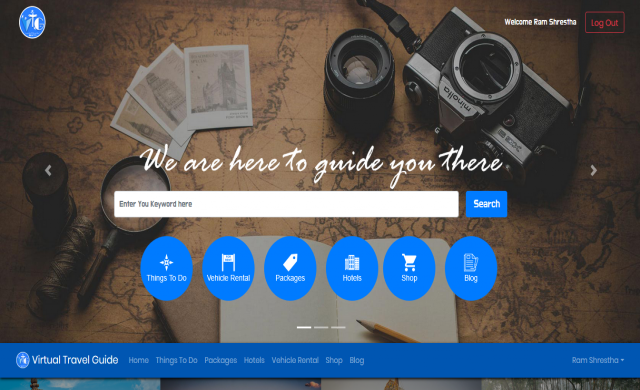 Welcome Ram Shrestha
Log Out
minolta
We are here to guide you there
Enter You Keyword here
Search
Things To Do
Vehicle Rental
Packages
Hotels
Shop
Blog
Virtual Travel Guide
Home Things To Do Packages Hotels Vehicle Rental Shop Blog
Ram Shrestha